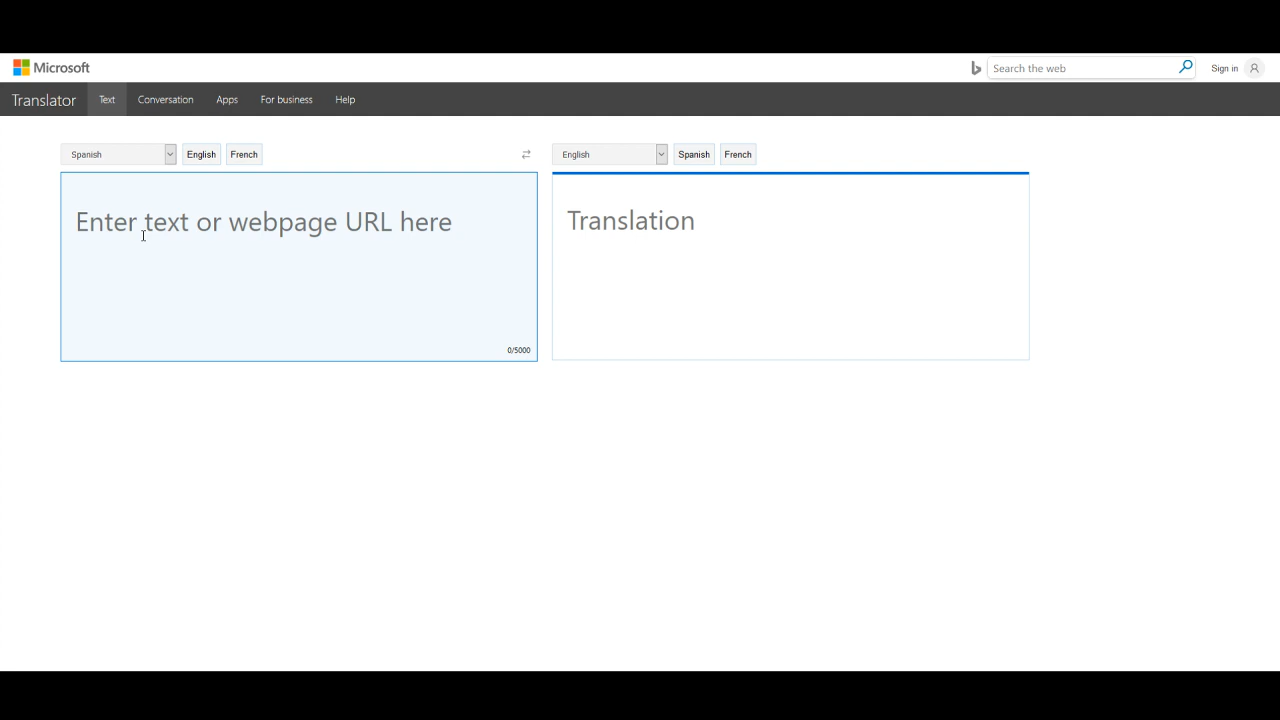 Microsoft
Search the web
Sign in
Translator Text Conversation Apps For business Help
Spanish English French
English Spanish French
Enter text or webpage URL here
Translation
0/5000